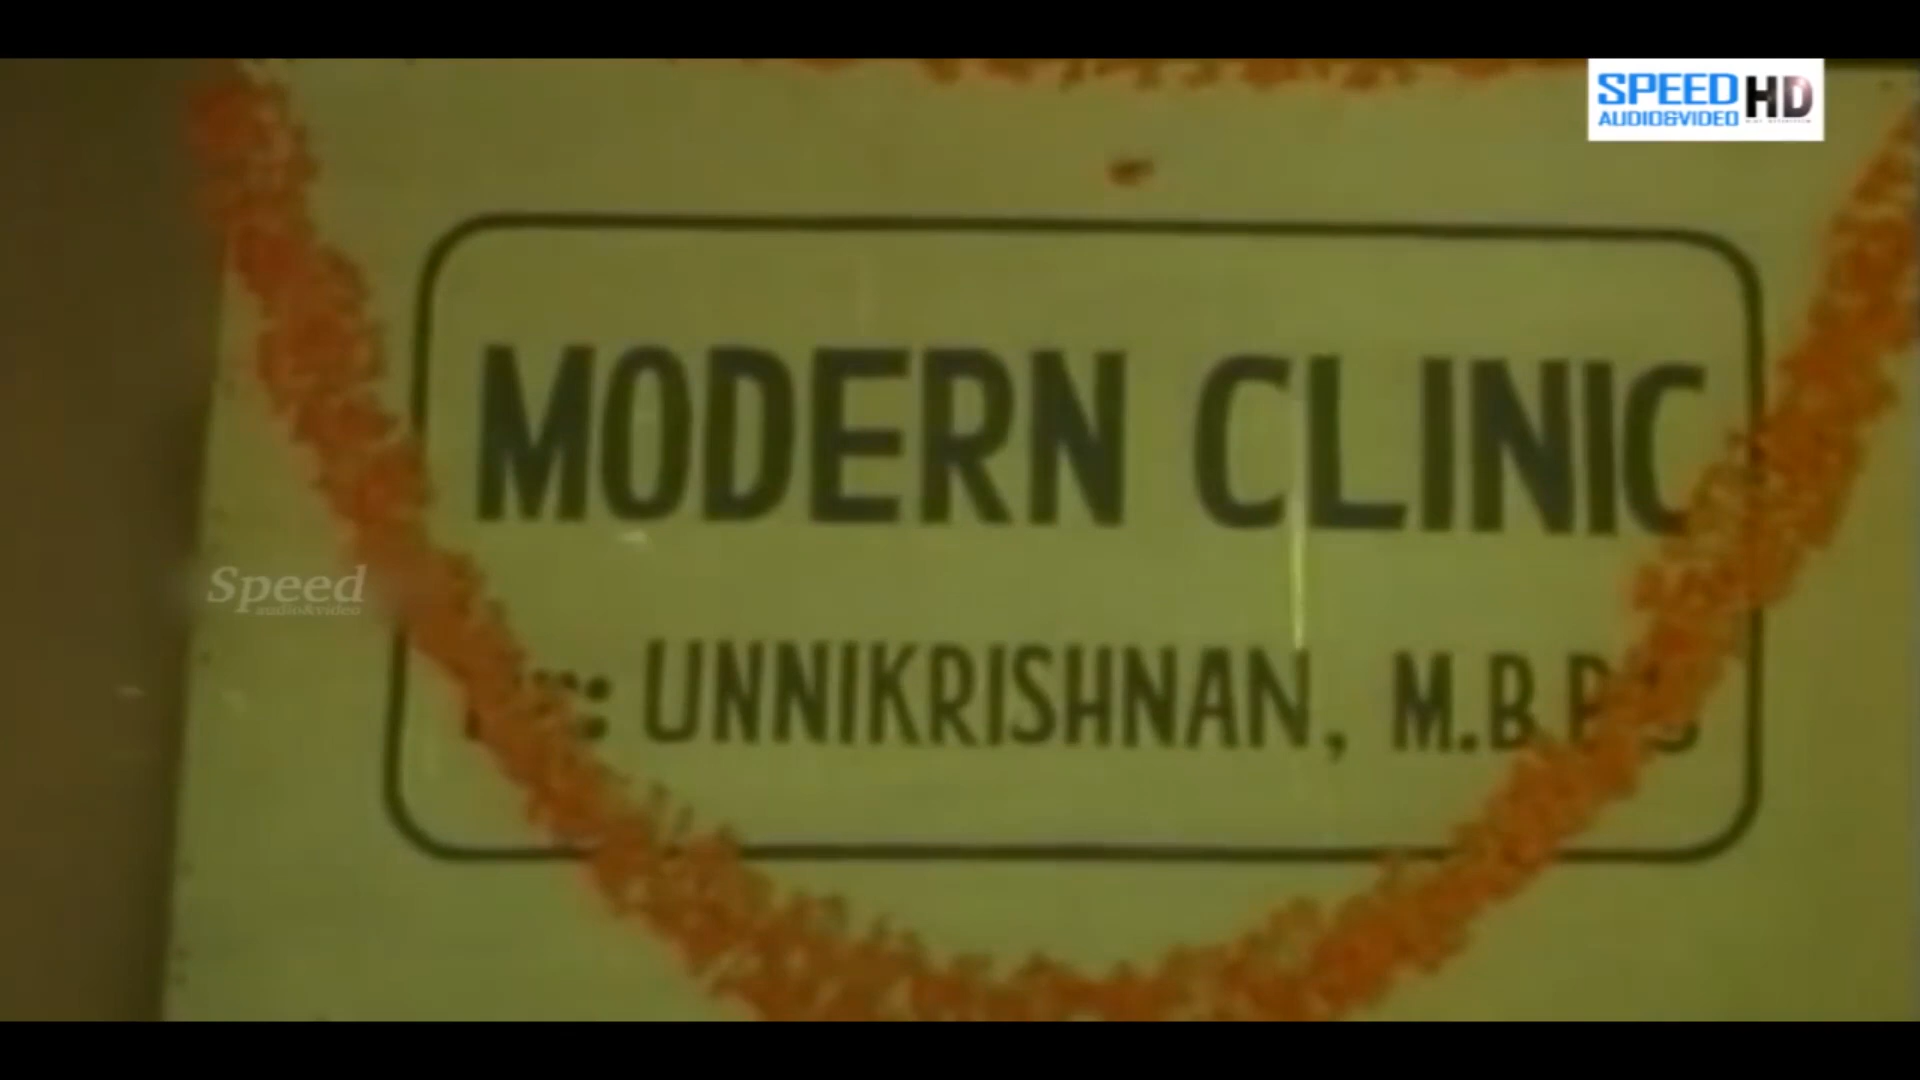 SPEED HD
AUDIO&VIDEO
MODERN CLINIC
Speed
audio&video
UNNIKRISHNAN,